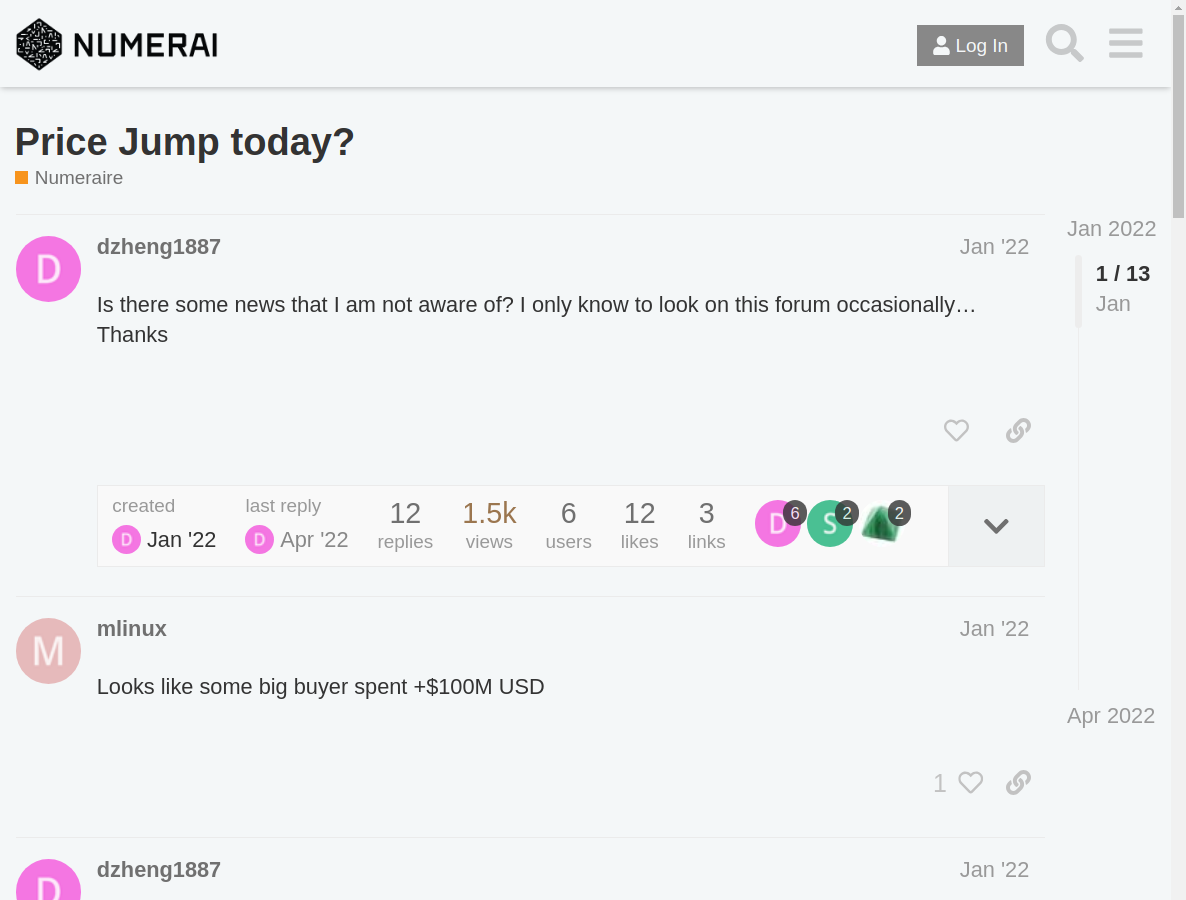 NUMERAI
Log In
Price Jump today?
Numeraire
D
dzheng1887
Jan '22
Is there some news that I am not aware of? I only know to look on this forum occasionally…
Thanks
Jan 2022
1 / 13
Jan
Apr 2022
created
D Jan '22
last reply
D Apr '22
12
replies
1.5k
views
6
users
12
likes
3
links
D 6
S 2
2
M
mlinux
Jan '22
Looks like some big buyer spent +$100M USD
1
D
dzheng1887
Jan '22